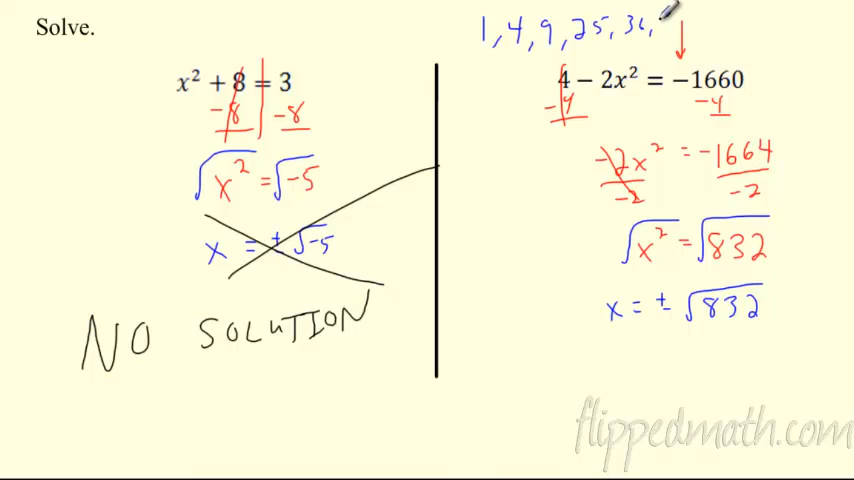 Solve.
x² + 8 = 3
-8 -8
√x² = √-5
x = ± √-5
NO SOLUTION
1, 4, 9, 25, 36,
4 − 2x² = −1660
-4 -4
-2x² = -1664
-2 -2
√x² = √832
x = ± √832
flippedmath.com